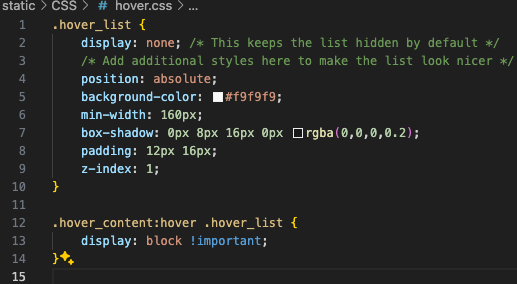 static > CSS > # hover.css > ...
1 .hover_list {
2     display: none; /* This keeps the list hidden by default */
3     /* Add additional styles here to make the list look nicer */
4     position: absolute;
5     background-color: #f9f9f9;
6     min-width: 160px;
7     box-shadow: 0px 8px 16px 0px rgba(0,0,0,0.2);
8     padding: 12px 16px;
9     z-index: 1;
10 }
11
12 .hover_content:hover .hover_list {
13     display: block !important;
14 }
15